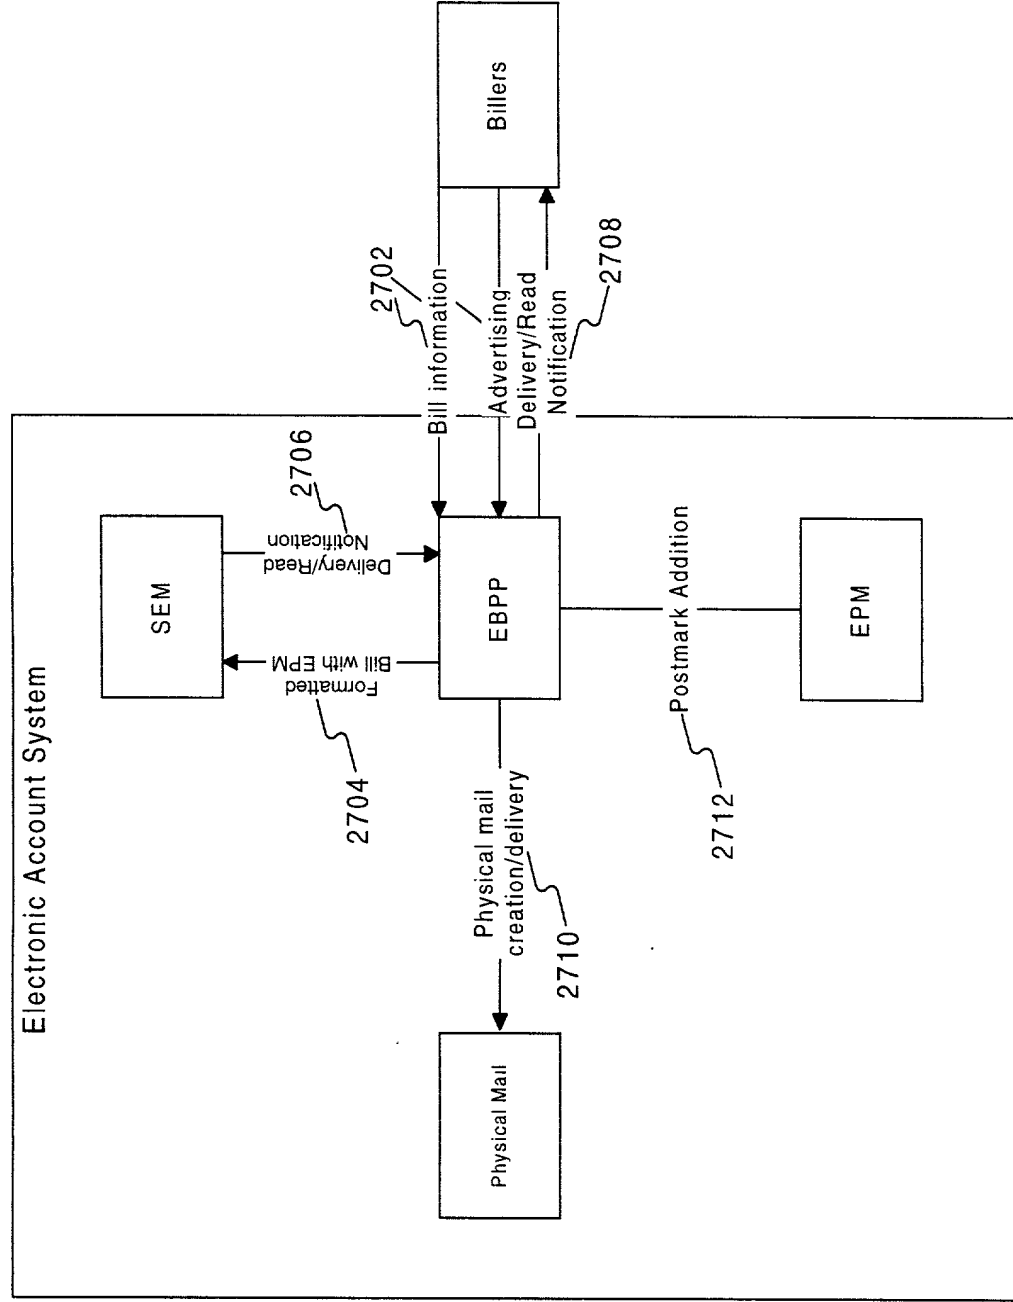 Electronic Account System
SEM
2704
Formatted
Bill with EPM
Delivery/Read
Notification
2706
Physical Mail
Physical mail
creation/delivery
2710
EBPP
Bill information
2702
Advertising
Delivery/Read
Notification
2708
Billers
Postmark Addition
2712
EPM